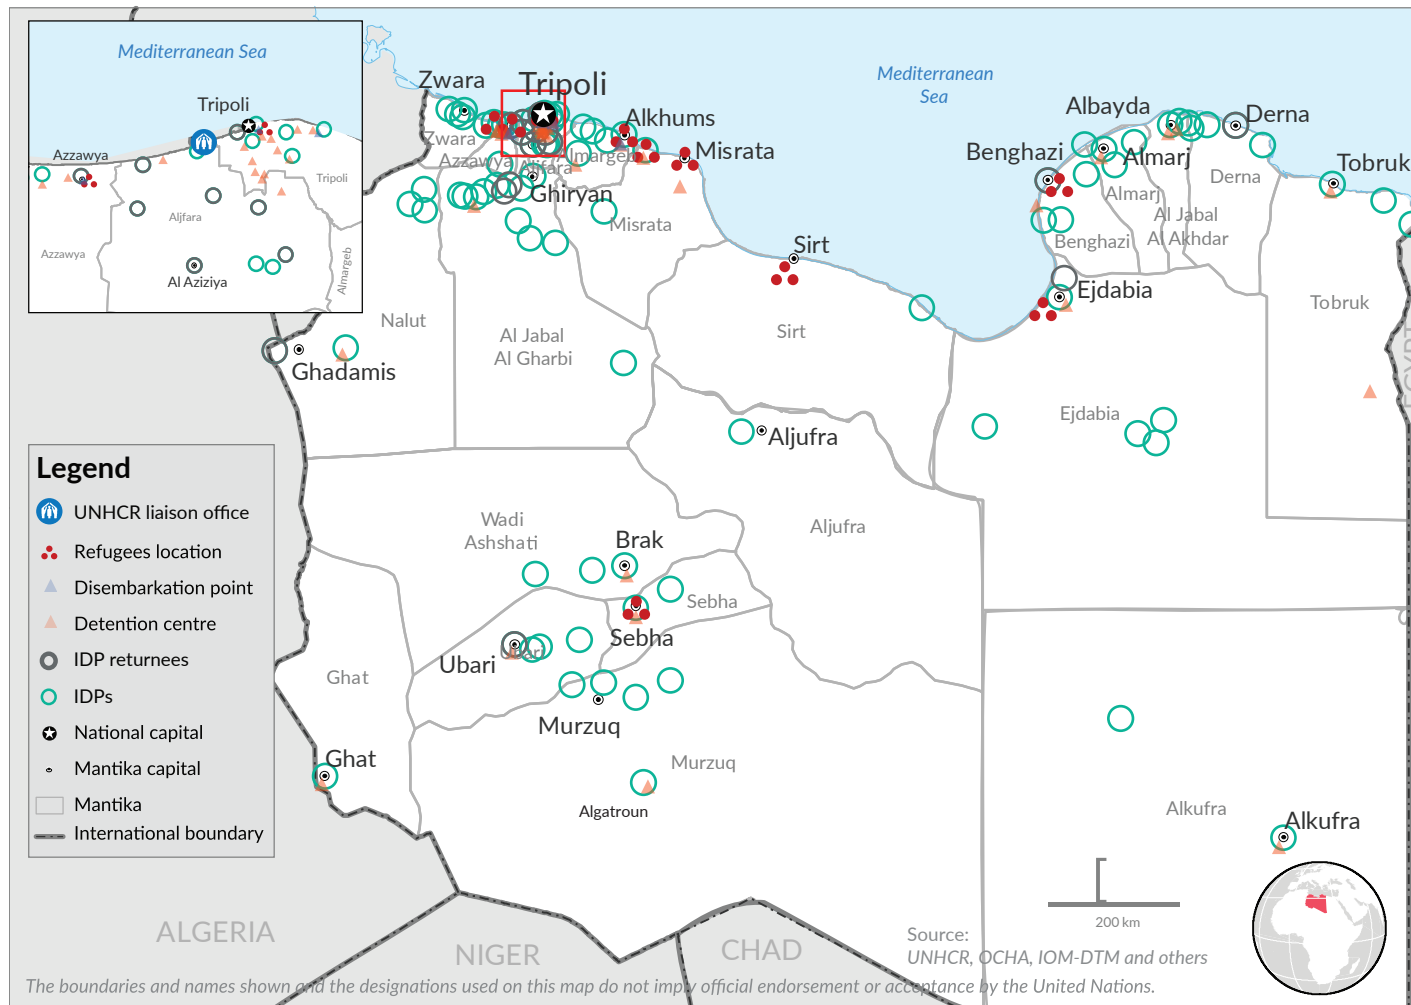 Mediterranean Sea
Tripoli
Azzawya
Tripoli
Aljfara
Azzawya
Almargeb
Al Aziziya
Mediterranean
Sea
Zwara
Tripoli
Alkhums
Misrata
Zwara
Azzawya
Aljfara
lmargeb
Ghiryan
Misrata
Albayda
Derna
Benghazi
Almarj
Tobruk
Derna
Almarj
Al Jabal
Al Akhdar
Benghazi
Sirt
Ejdabia
Tobruk
Nalut
Al Jabal
Al Gharbi
Sirt
Ghadamis
Ejdabia
Aljufra
Aljufra
Wadi
Ashshati
Brak
Sebha
Sebha
Ubari
Ubari
Ghat
Murzuq
Murzuq
Ghat
Algatroun
Alkufra
Alkufra
EGYPT
Legend
UNHCR liaison office
Refugees location
Disembarkation point
Detention centre
IDP returnees
IDPs
National capital
Mantika capital
Mantika
International boundary
ALGERIA
NIGER
CHAD
200 km
Source:
UNHCR, OCHA, IOM-DTM and others
The boundaries and names shown and the designations used on this map do not imply official endorsement or acceptance by the United Nations.